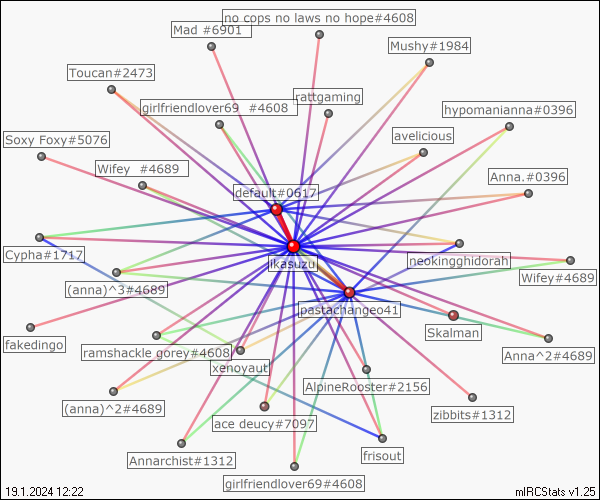 no cops no laws no hope#4608
Mad #6901
Mushy#1984
Toucan#2473
rattgaming
girlfriendlover69 #4608
hypomanianna#0396
avelicious
Soxy Foxy#5076
Wifey #4689
Anna.#0396
default#0617
Cypha#1717
jikasuzu
neokingghidorah
Wifey#4689
(anna)^3#4689
pastachangeo41
Skalman
fakedingo
ramshackle gorey#4608
Anna^2#4689
xenoyaut
AlpineRooster#2156
(anna)^2#4689
zibbits#1312
ace deucy#7097
Annarchist#1312
frisout
girlfriendlover69#4608
19.1.2024 12:22
mIRCStats v1.25